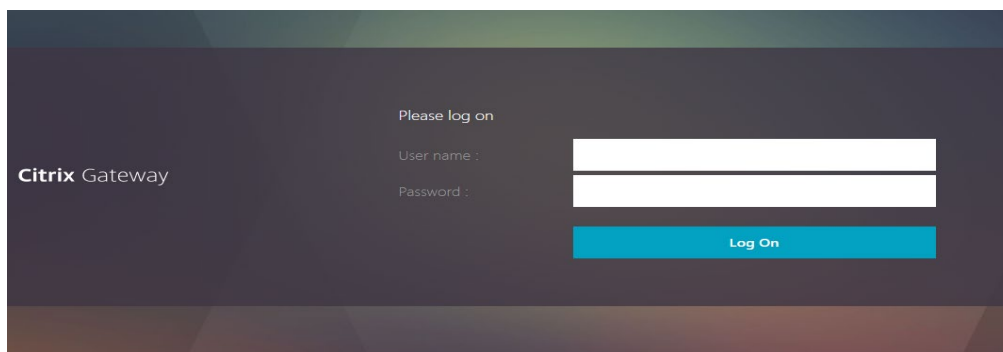 Please log on
User name :
Citrix Gateway
Password :
Log On